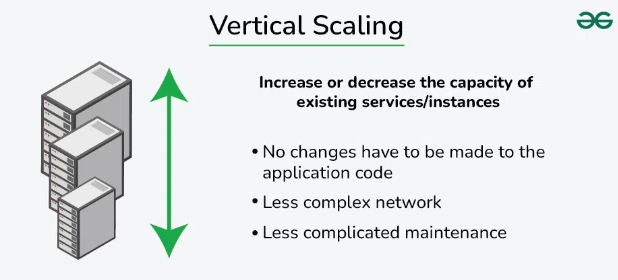 Vertical Scaling
Increase or decrease the capacity of
existing services/instances
• No changes have to be made to the
application code
• Less complex network
• Less complicated maintenance